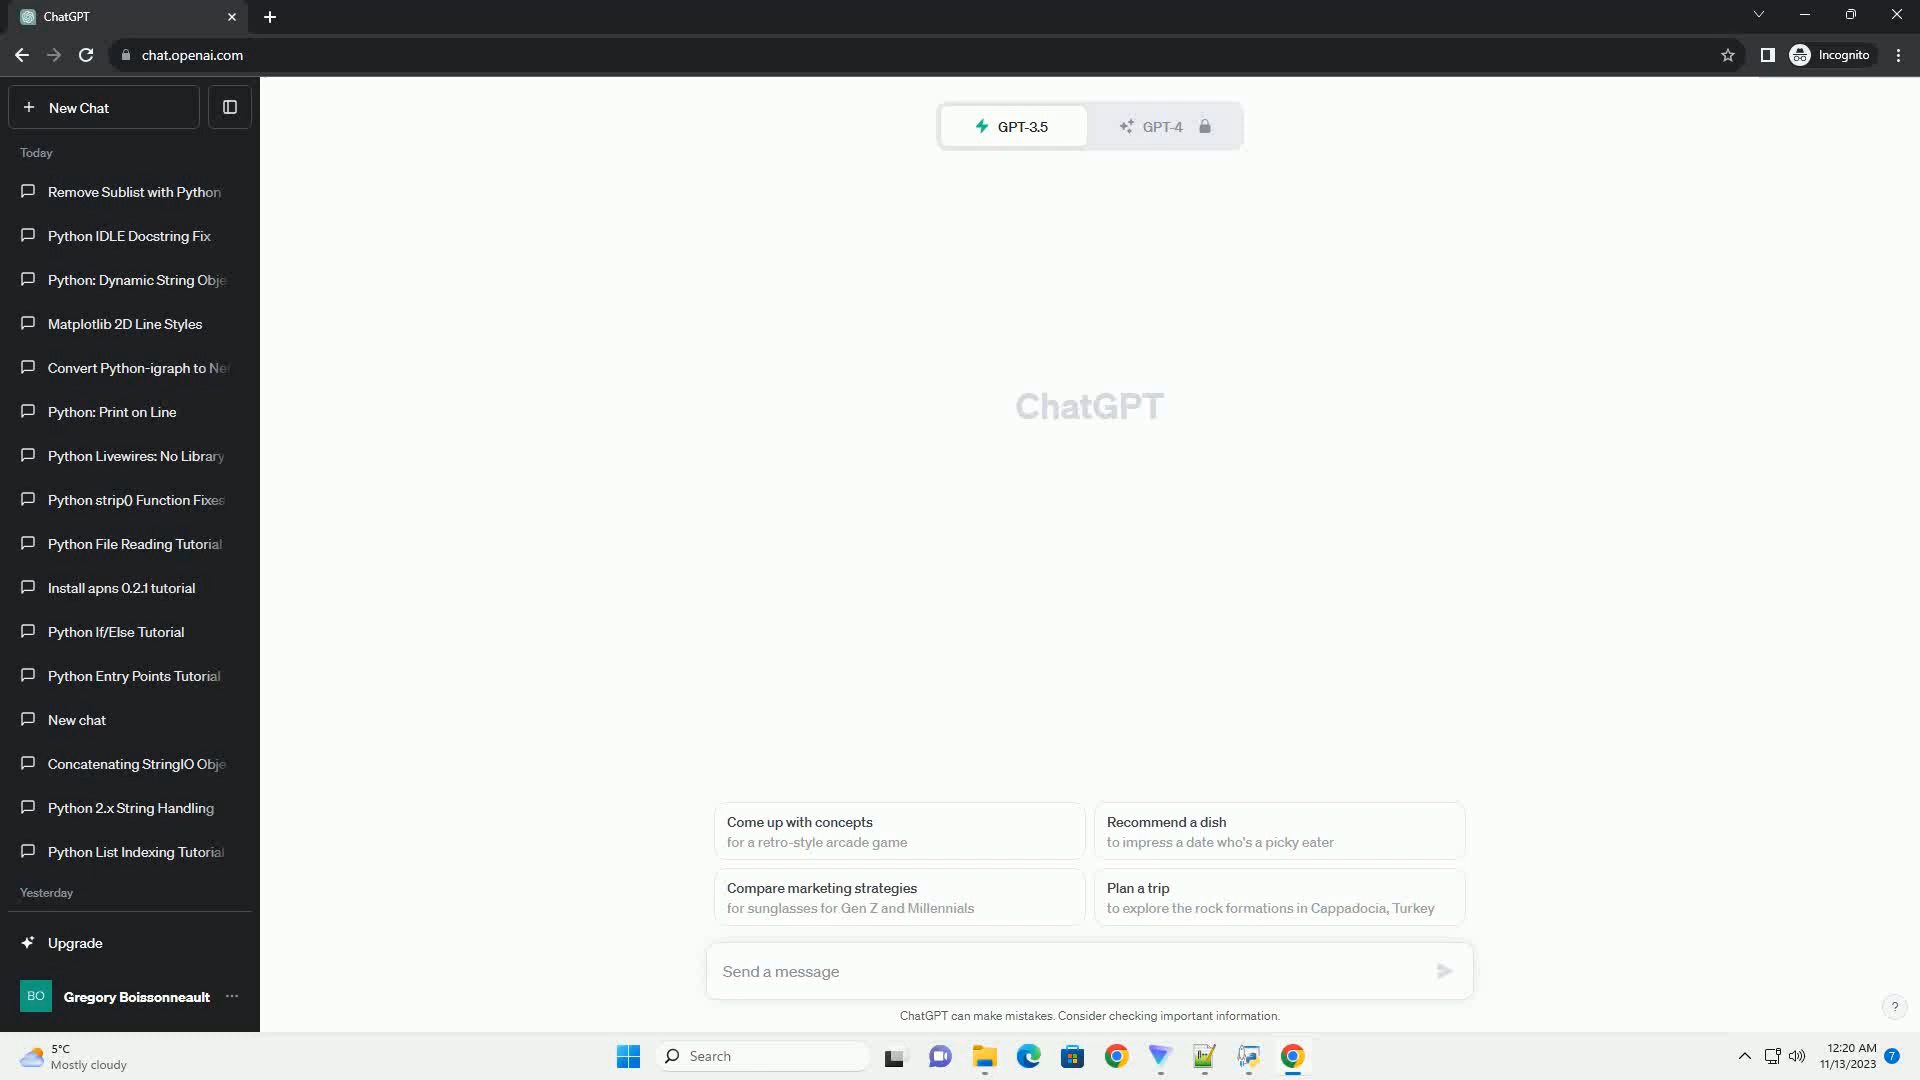 ChatGPT
chat.openai.com
Incognito
New Chat
Today
Remove Sublist with Python
Python IDLE Docstring Fix
Python: Dynamic String Obje
Matplotlib 2D Line Styles
Convert Python-igraph to Ne
Python: Print on Line
Python Livewires: No Library
Python strip() Function Fixes
Python File Reading Tutorial
Install apns 0.2.1 tutorial
Python If/Else Tutorial
Python Entry Points Tutorial
New chat
Concatenating StringIO Obje
Python 2.x String Handling
Python List Indexing Tutorial
Yesterday
Upgrade
BO Gregory Boissonneault
GPT-3.5 GPT-4
ChatGPT
Come up with concepts
for a retro-style arcade game
Recommend a dish
to impress a date who's a picky eater
Compare marketing strategies
for sunglasses for Gen Z and Millennials
Plan a trip
to explore the rock formations in Cappadocia, Turkey
Send a message
ChatGPT can make mistakes. Consider checking important information.
?
5°C
Mostly cloudy
Search
12:20 AM
11/13/2023
7